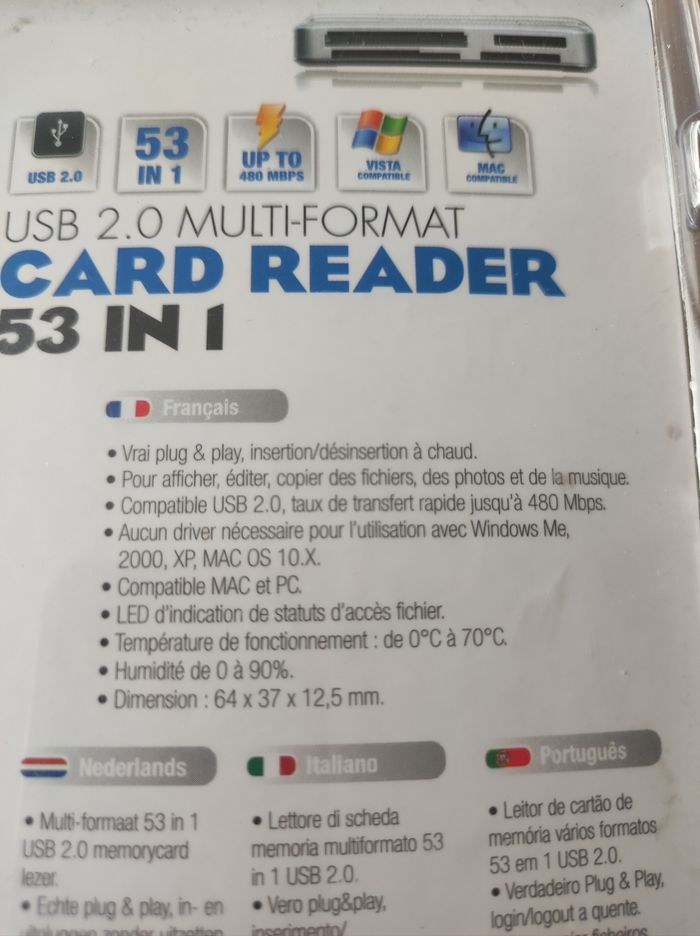 USB 2.0
53
IN 1
UP TO
480 MBPS
VISTA
COMPATIBLE
MAC
COMPATIBLE
USB 2.0 MULTI-FORMAT
CARD READER
53 IN 1
Français
• Vrai plug & play, insertion/désinsertion à chaud.
• Pour afficher, éditer, copier des fichiers, des photos et de la musique.
• Compatible USB 2.0, taux de transfert rapide jusqu'à 480 Mbps.
• Aucun driver nécessaire pour l'utilisation avec Windows Me,
2000, XP, MAC OS 10.X.
• Compatible MAC et PC.
• LED d'indication de statuts d'accès fichier.
• Température de fonctionnement : de 0°C à 70°C.
• Humidité de 0 à 90%.
• Dimension : 64 x 37 x 12,5 mm.
Nederlands
• Multi-formaat 53 in 1
USB 2.0 memorycard
lezer.
• Echte plug & play, in- en
uitpluggen zonder uitzetten
Italiano
• Lettore di scheda
memoria multiformato 53
in 1 USB 2.0.
• Vero plug&play,
inserimento/
Português
• Leitor de cartão de
memória vários formatos
53 em 1 USB 2.0.
• Verdadeiro Plug & Play,
login/logout a quente.
ficheiros